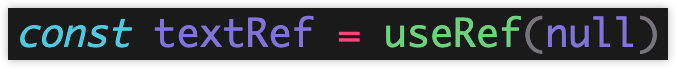 const textRef = useRef(null)